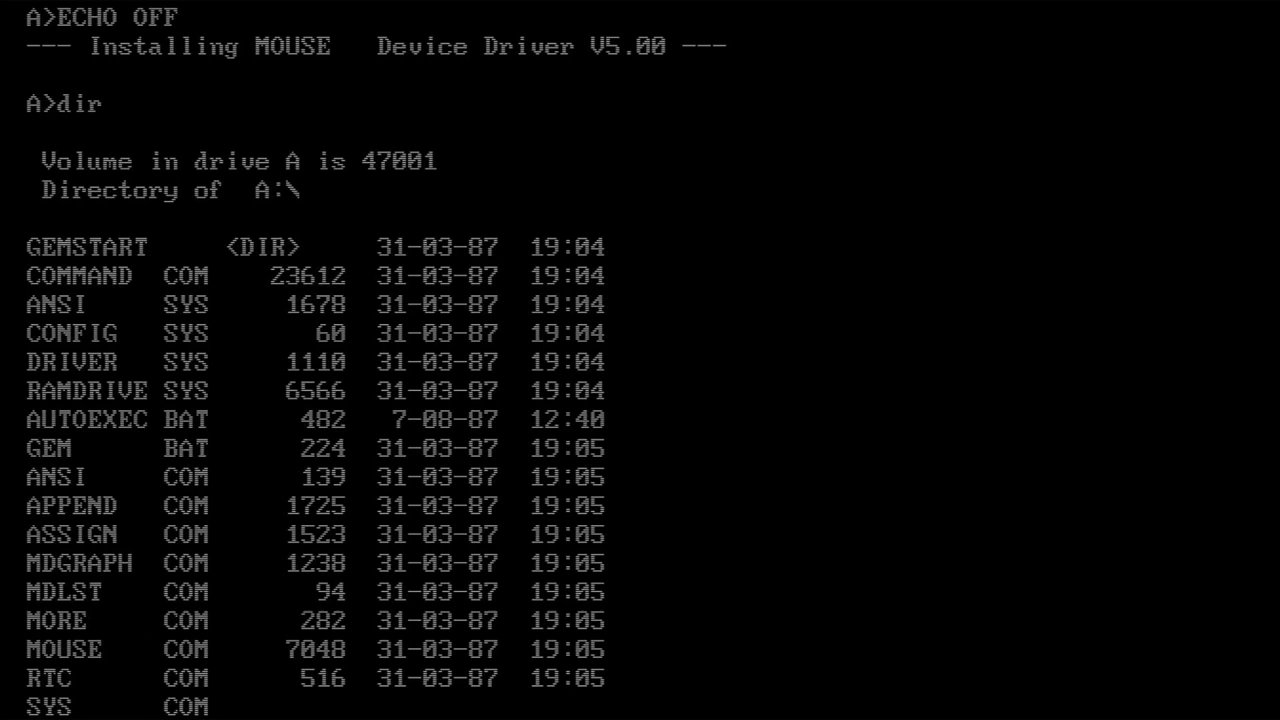 A>ECHO OFF
--- Installing MOUSE   Device Driver V5.00 ---
A>dir
Volume in drive A is 47001
Directory of  A:\
GEMSTART     <DIR>     31-03-87  19:04
COMMAND  COM    23612  31-03-87  19:04
ANSI     SYS     1678  31-03-87  19:04
CONFIG   SYS       60  31-03-87  19:04
DRIVER   SYS     1110  31-03-87  19:04
RAMDRIVE SYS     6566  31-03-87  19:04
AUTOEXEC BAT      482   7-08-87  12:40
GEM      BAT      224  31-03-87  19:05
ANSI     COM      139  31-03-87  19:05
APPEND   COM     1725  31-03-87  19:05
ASSIGN   COM     1523  31-03-87  19:05
MDGRAPH  COM     1238  31-03-87  19:05
MDLST    COM       94  31-03-87  19:05
MORE     COM      282  31-03-87  19:05
MOUSE    COM     7048  31-03-87  19:05
RTC      COM      516  31-03-87  19:05
SYS      COM